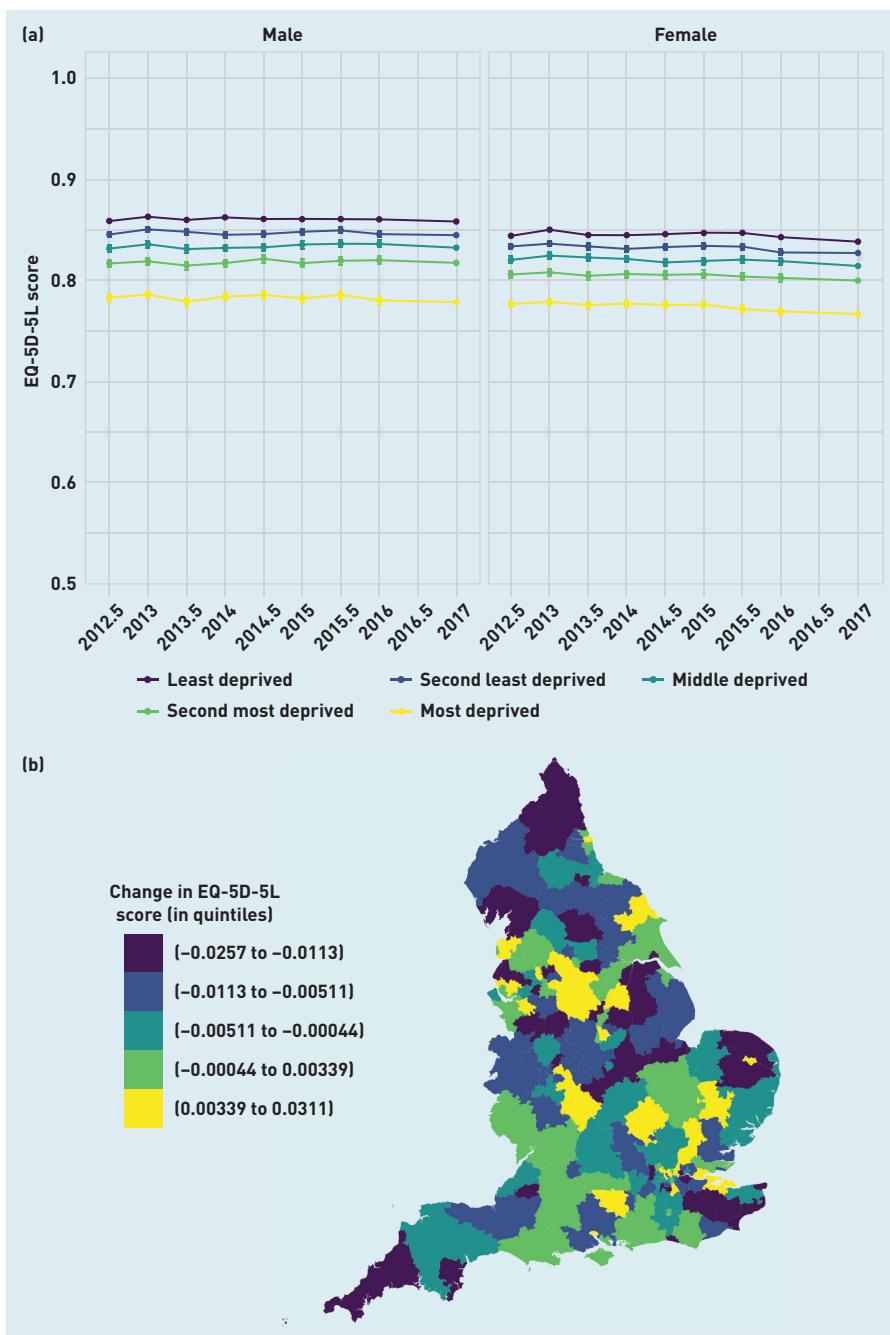 (a)
Male
Female
1.0
0.9
0.8
0.7
0.6
0.5
EQ-5D-5L score
2012.5
2013
2013.5
2014
2014.5
2015
2015.5
2016
2016.5
2017
2012.5
2013
2013.5
2014
2014.5
2015
2015.5
2016
2016.5
2017
Least deprived
Second least deprived
Middle deprived
Second most deprived
Most deprived
(b)
Change in EQ-5D-5L
score (in quintiles)
(−0.0257 to −0.0113)
(−0.0113 to −0.00511)
(−0.00511 to −0.00044)
(−0.00044 to 0.00339)
(0.00339 to 0.0311)